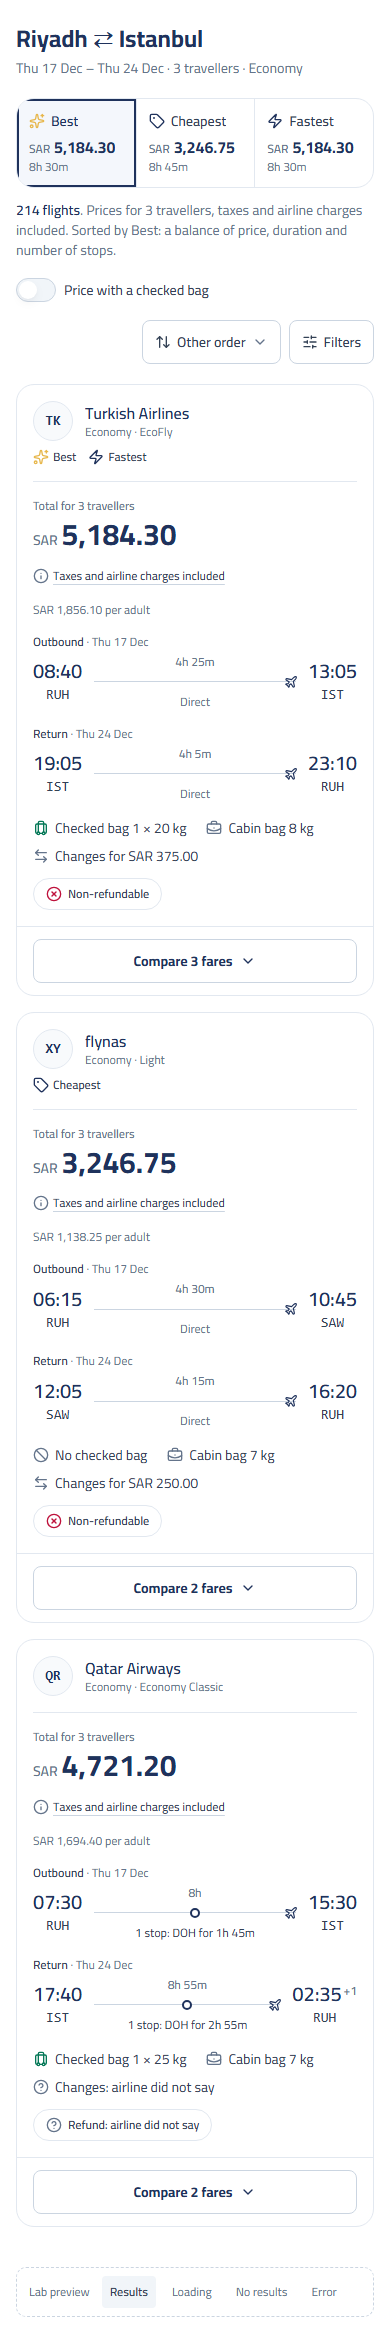 Riyadh ⇄ Istanbul
Thu 17 Dec – Thu 24 Dec · 3 travellers · Economy
Best
SAR 5,184.30
8h 30m
Cheapest
SAR 3,246.75
8h 45m
Fastest
SAR 5,184.30
8h 30m
214 flights. Prices for 3 travellers, taxes and airline charges
included. Sorted by Best: a balance of price, duration and
number of stops.
Price with a checked bag
Other order
Filters
TK
Turkish Airlines
Economy · EcoFly
Best
Fastest
Total for 3 travellers
SAR 5,184.30
Taxes and airline charges included
SAR 1,856.10 per adult
Outbound · Thu 17 Dec
08:40
RUH
4h 25m
Direct
13:05
IST
Return · Thu 24 Dec
19:05
IST
4h 5m
Direct
23:10
RUH
Checked bag 1 × 20 kg
Cabin bag 8 kg
Changes for SAR 375.00
Non-refundable
Compare 3 fares
XY
flynas
Economy · Light
Cheapest
Total for 3 travellers
SAR 3,246.75
Taxes and airline charges included
SAR 1,138.25 per adult
Outbound · Thu 17 Dec
06:15
RUH
4h 30m
Direct
10:45
SAW
Return · Thu 24 Dec
12:05
SAW
4h 15m
Direct
16:20
RUH
No checked bag
Cabin bag 7 kg
Changes for SAR 250.00
Non-refundable
Compare 2 fares
QR
Qatar Airways
Economy · Economy Classic
Total for 3 travellers
SAR 4,721.20
Taxes and airline charges included
SAR 1,694.40 per adult
Outbound · Thu 17 Dec
07:30
RUH
8h
1 stop: DOH for 1h 45m
15:30
IST
Return · Thu 24 Dec
17:40
IST
8h 55m
1 stop: DOH for 2h 55m
02:35+1
RUH
Checked bag 1 × 25 kg
Cabin bag 7 kg
Changes: airline did not say
Refund: airline did not say
Compare 2 fares
Lab preview
Results
Loading
No results
Error